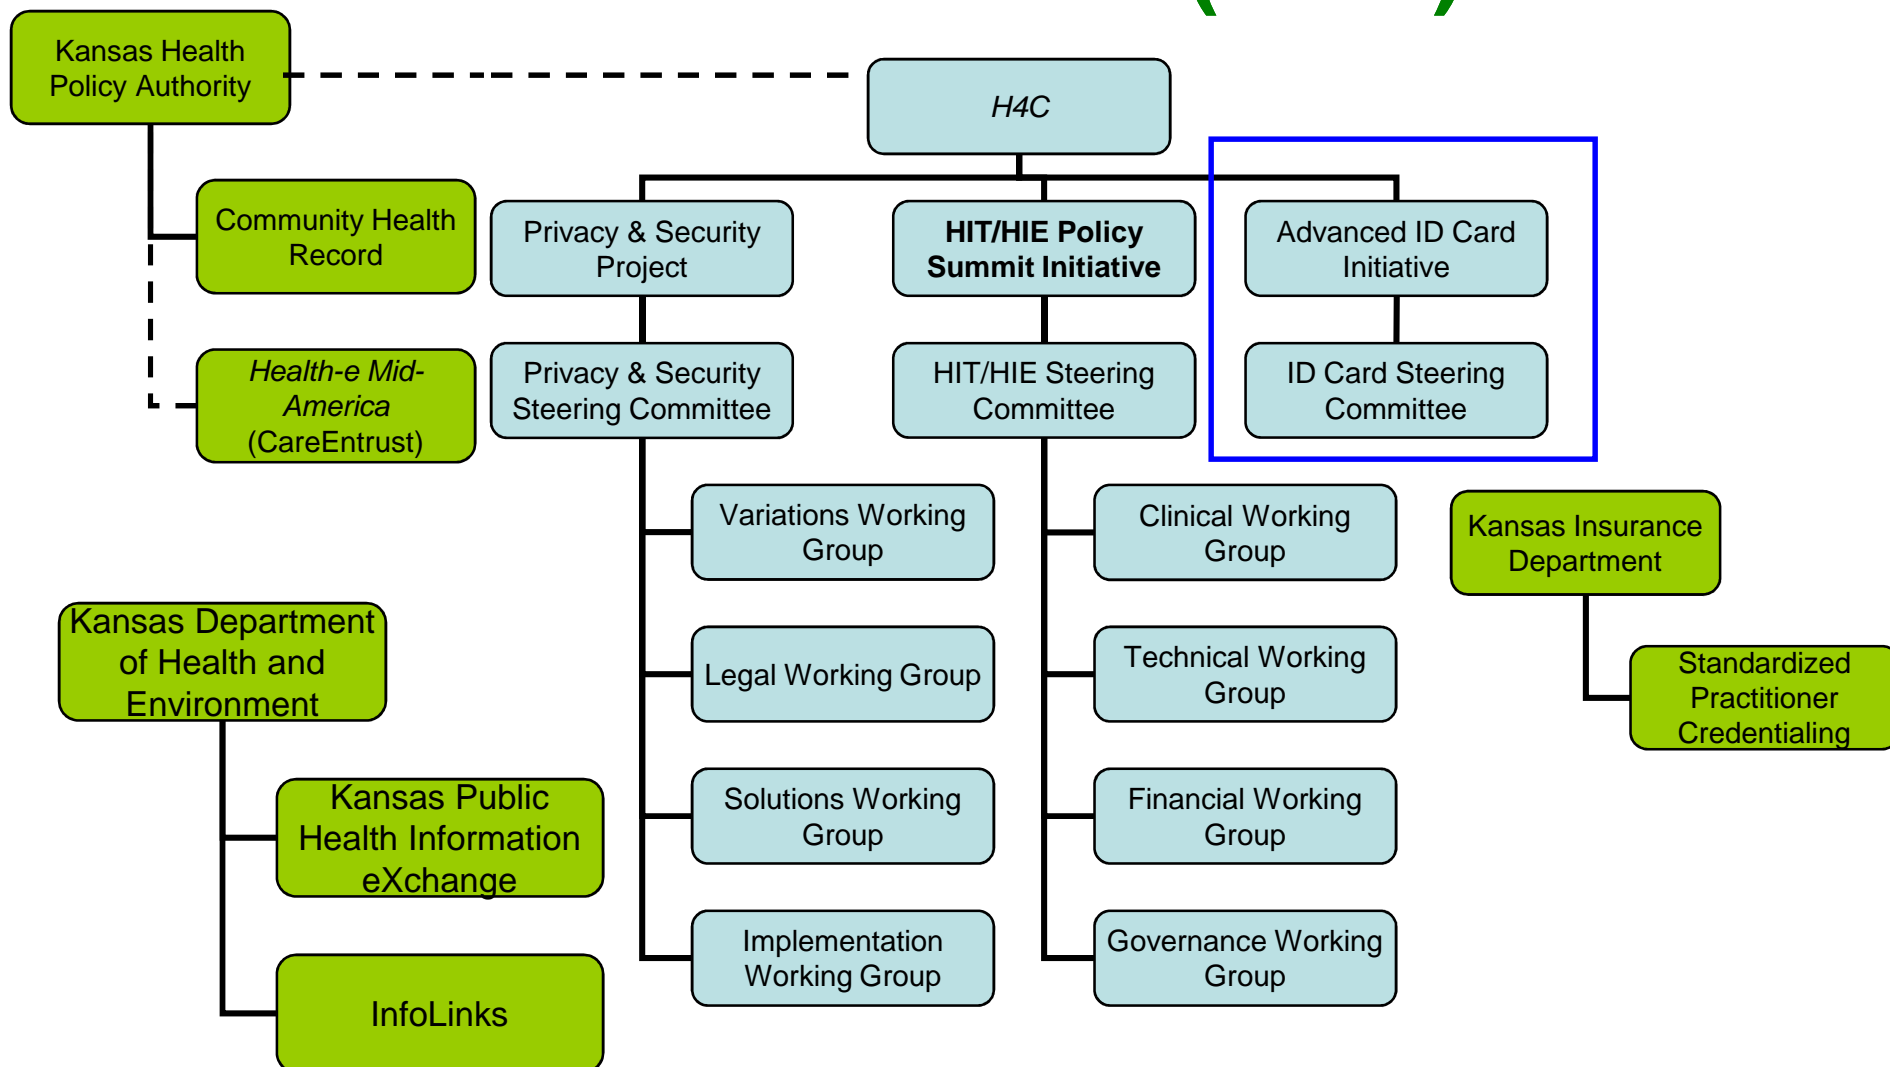 Kansas Health
Policy Authority
H4C
Community Health
Record
Privacy & Security
Project
HIT/HIE Policy
Summit Initiative
Advanced ID Card
Initiative
Health-e Mid-
America
(CareEntrust)
Privacy & Security
Steering Committee
HIT/HIE Steering
Committee
ID Card Steering
Committee
Variations Working
Group
Clinical Working
Group
Kansas Insurance
Department
Kansas Department
of Health and
Environment
Legal Working Group
Technical Working
Group
Standardized
Practitioner
Credentialing
Kansas Public
Health Information
eXchange
Solutions Working
Group
Financial Working
Group
Implementation
Working Group
Governance Working
Group
InfoLinks